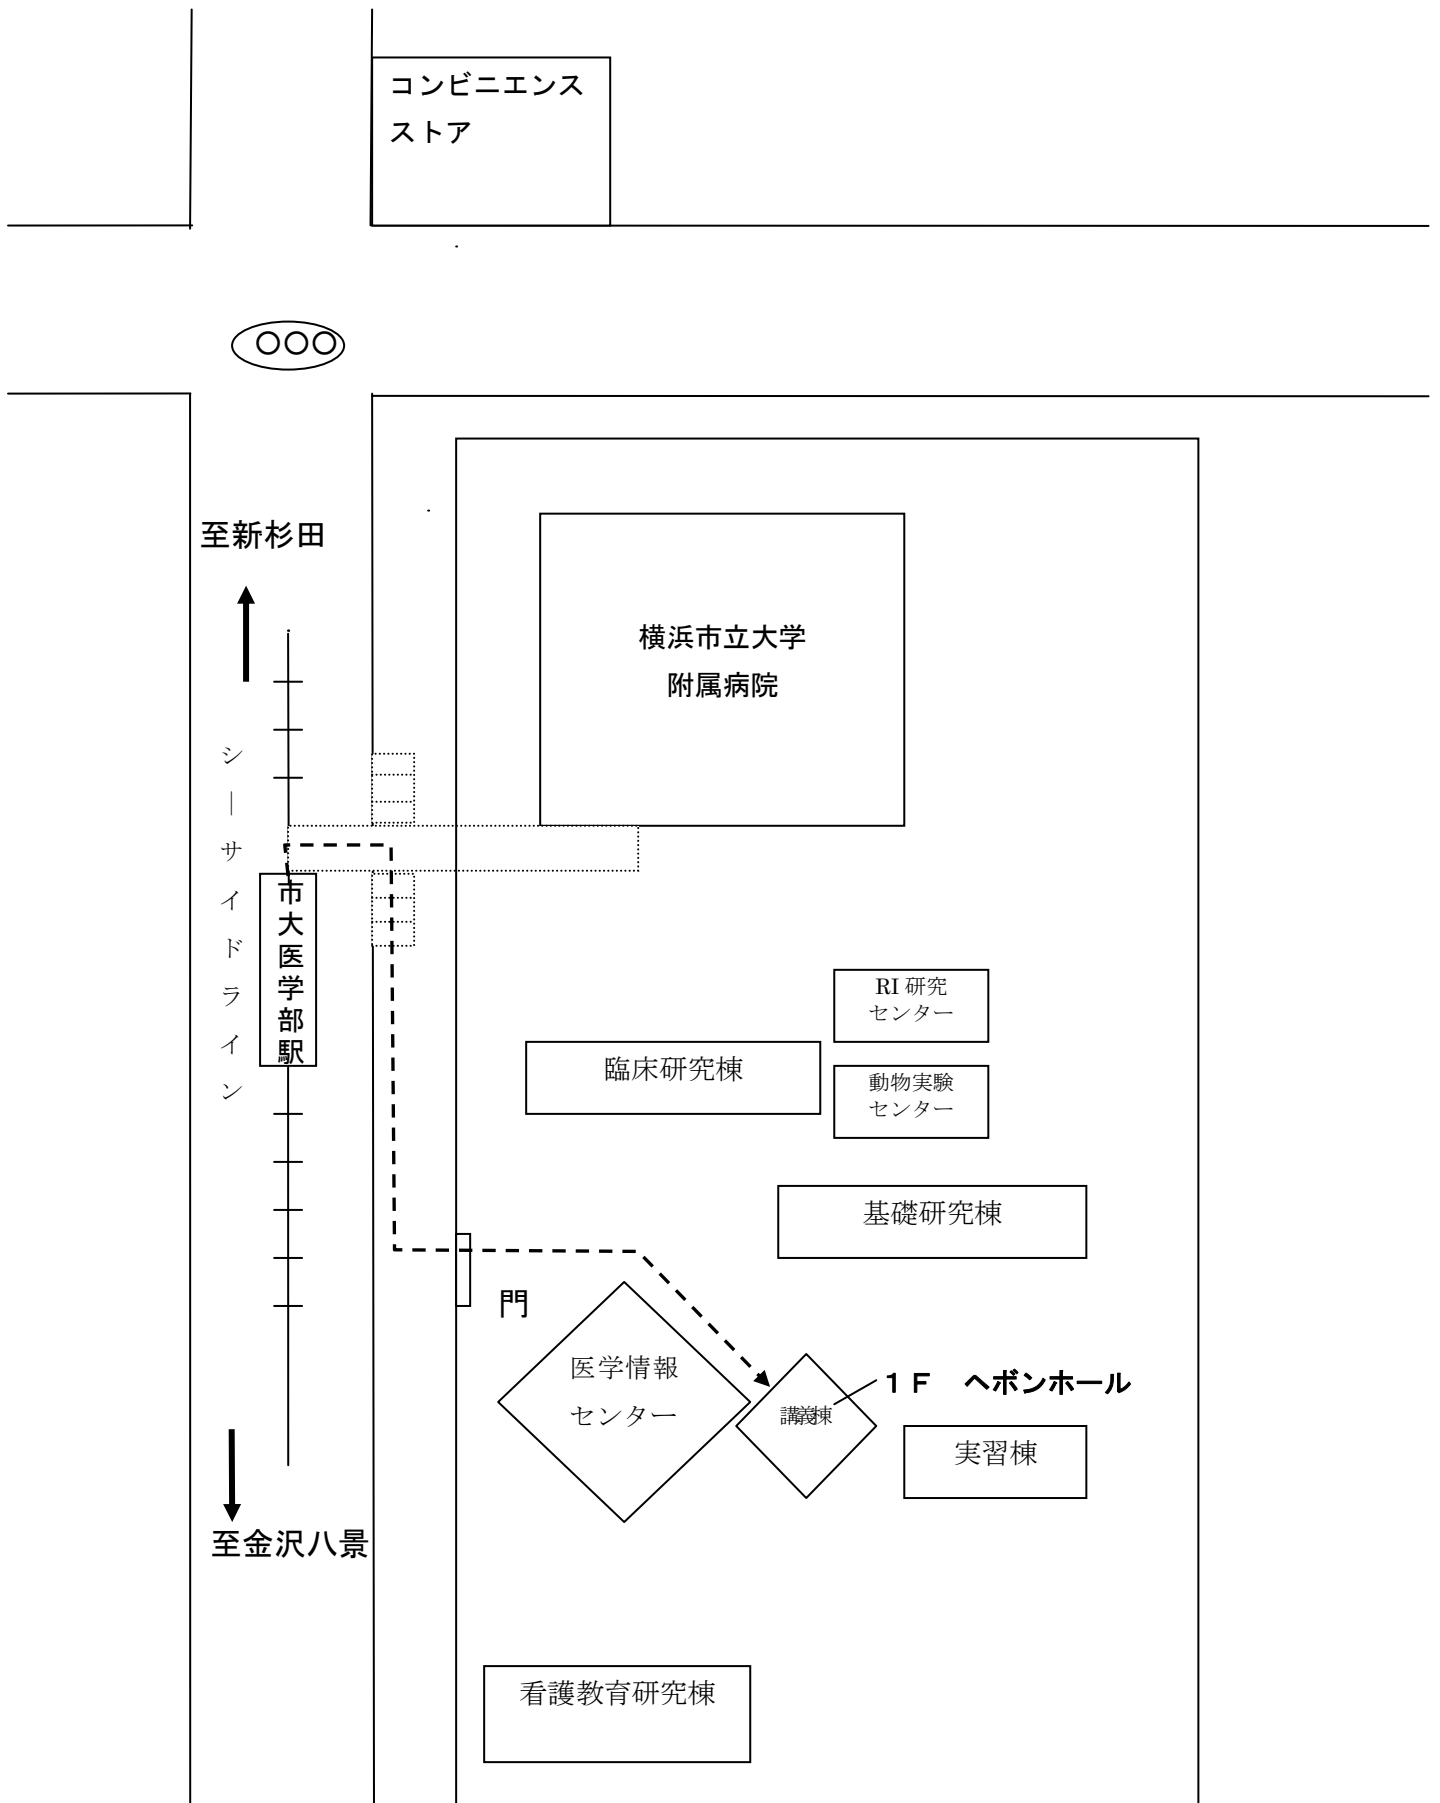 コンビニエンス
ストア
至新杉田
横浜市立大学
附属病院
シーサイドライン
市大医学部駅
RI 研究
センター
臨床研究棟
動物実験
センター
基礎研究棟
門
医学情報
センター
１Ｆ　ヘボンホール
講義棟
実習棟
至金沢八景
看護教育研究棟